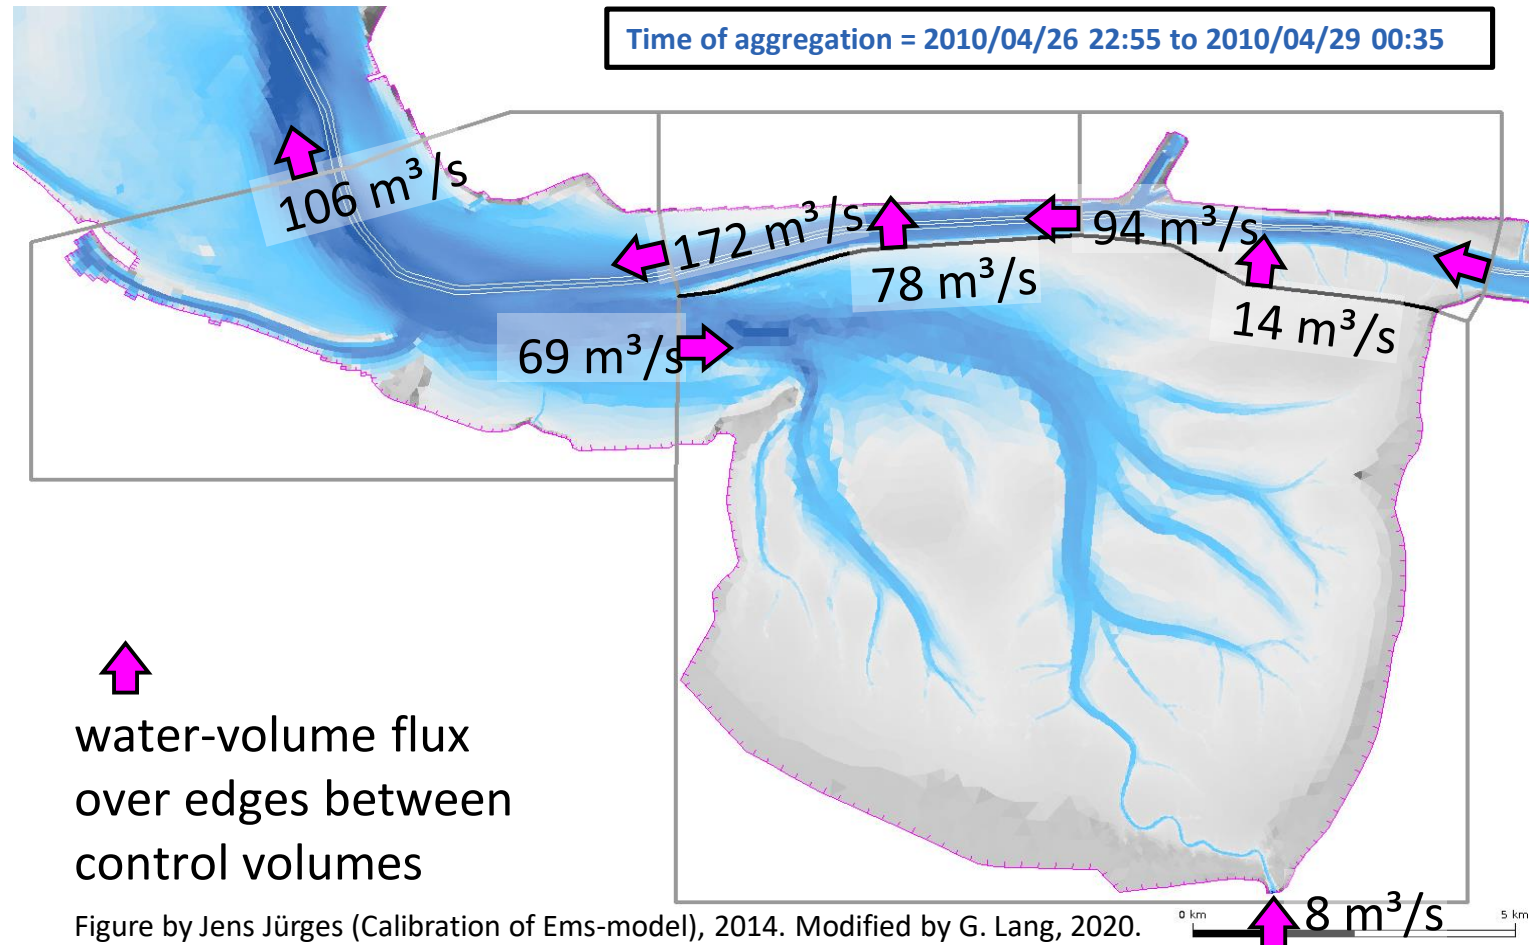 Time of aggregation = 2010/04/26 22:55 to 2010/04/29 00:35
106 m³/s
172 m³/s
94 m³/s
78 m³/s
14 m³/s
69 m³/s
water-volume flux
over edges between
control volumes
8 m³/s
0 km
5 km
Figure by Jens Jürges (Calibration of Ems-model), 2014. Modified by G. Lang, 2020.